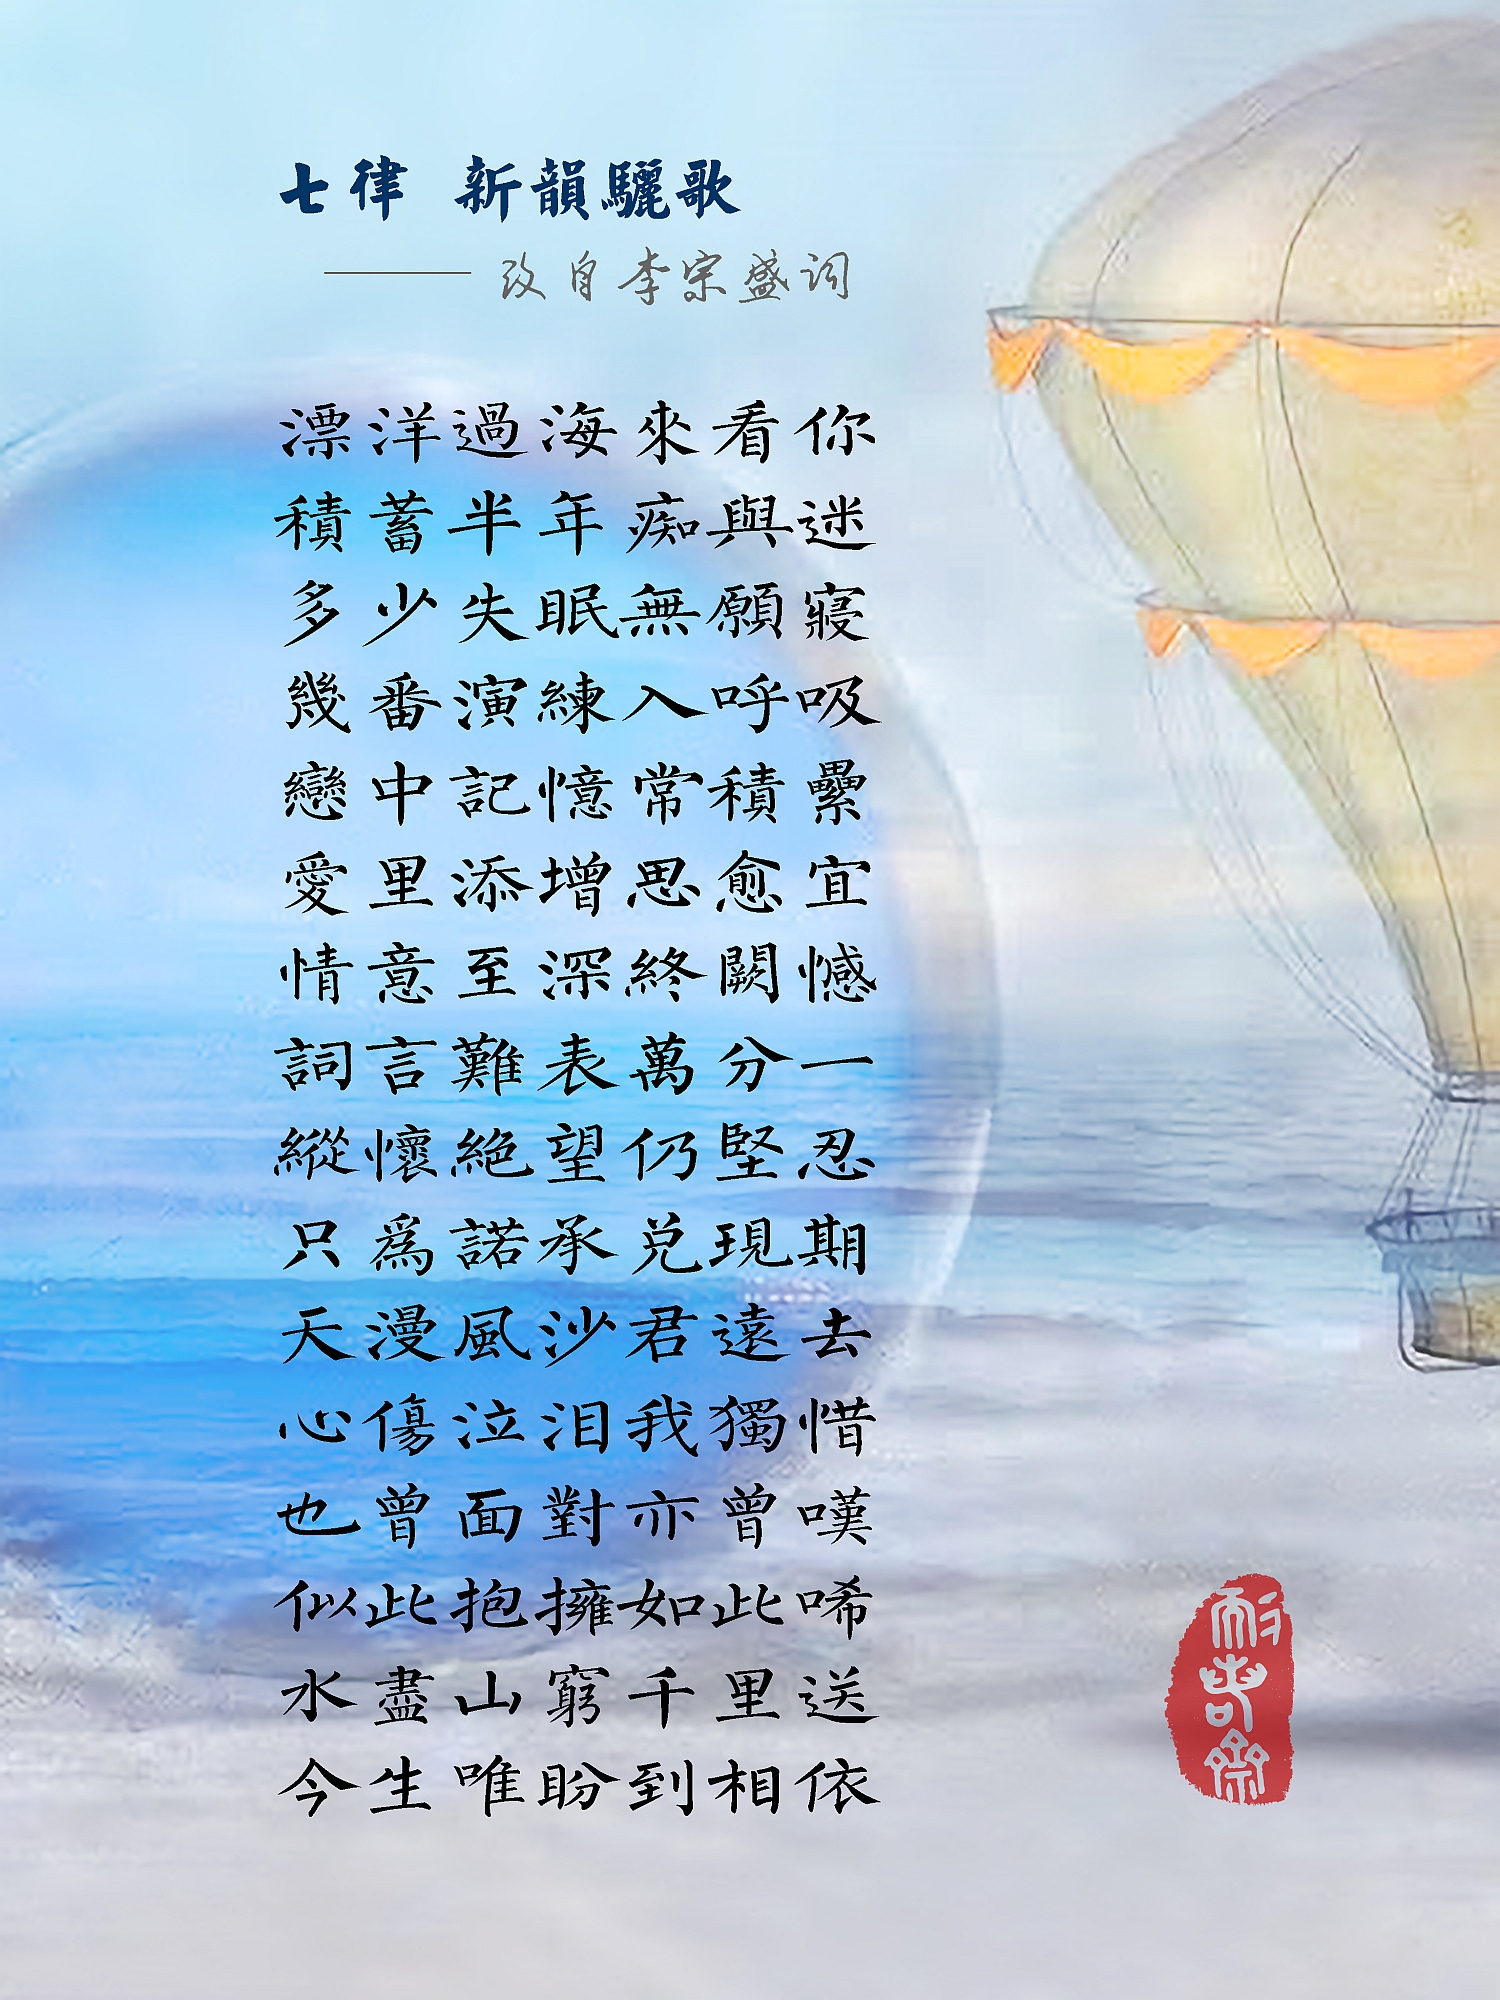 七律 新韻驪歌
——改自李宗盛詞
漂洋過海來看你
積蓄半年痴與迷
多少失眠無願寢
幾番演練入呼吸
戀中記憶常積纍
愛里添增思愈宜
情意至深終闕憾
詞言難表萬分一
縱懷絕望仍堅忍
只為諾承兑現期
天漫風沙君遠去
心傷泣泪我獨惜
也曾面對亦曾嘆
似此抱擁如此唏
水盡山窮千里送
今生唯盼到相依